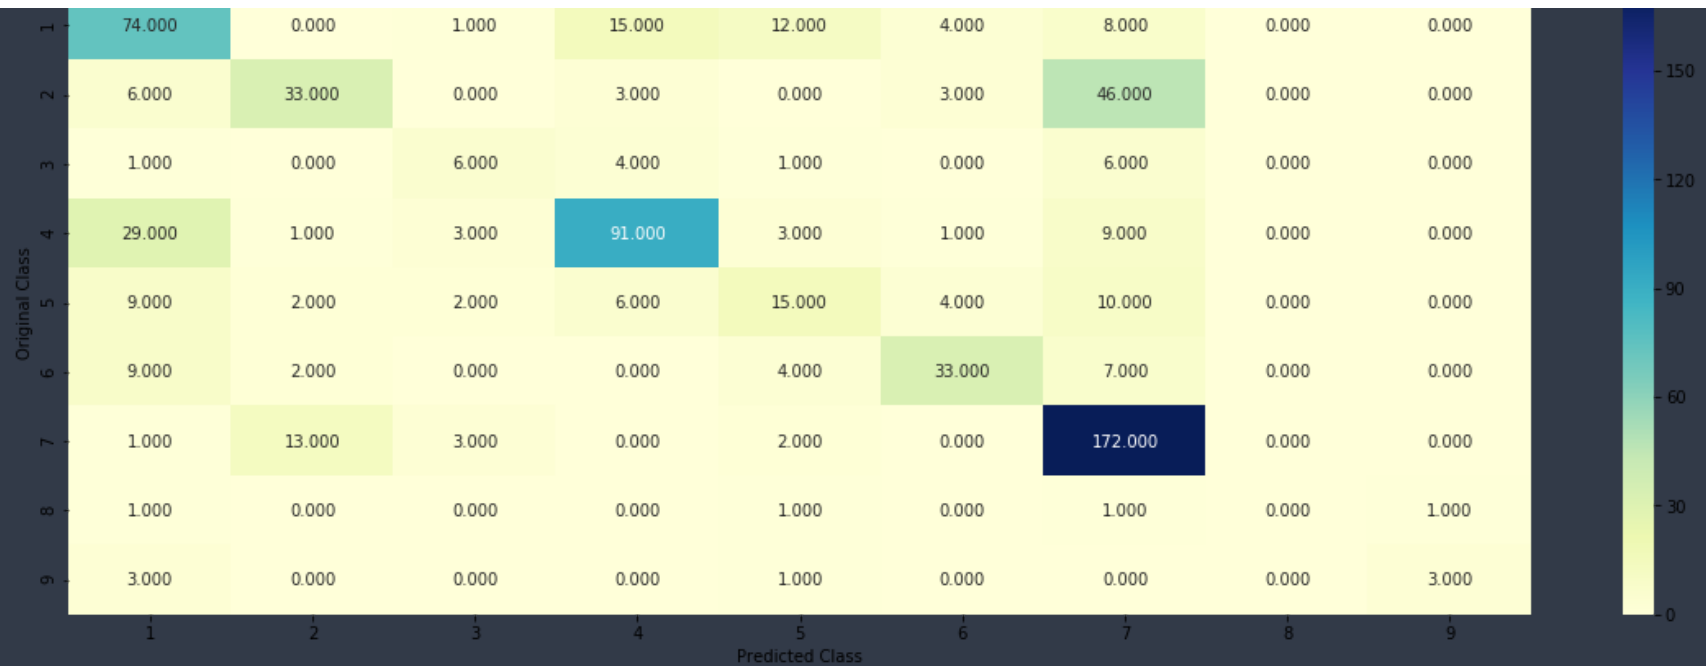 1 74.000 0.000 1.000 15.000 12.000 4.000 8.000 0.000 0.000
150
2 6.000 33.000 0.000 3.000 0.000 3.000 46.000 0.000 0.000
3 1.000 0.000 6.000 4.000 1.000 0.000 6.000 0.000 0.000
120
4 29.000 1.000 3.000 91.000 3.000 1.000 9.000 0.000 0.000
90
Original Class
5 9.000 2.000 2.000 6.000 15.000 4.000 10.000 0.000 0.000
6 9.000 2.000 0.000 0.000 4.000 33.000 7.000 0.000 0.000
60
7 1.000 13.000 3.000 0.000 2.000 0.000 172.000 0.000 0.000
30
8 1.000 0.000 0.000 0.000 1.000 0.000 1.000 0.000 1.000
9 3.000 0.000 0.000 0.000 1.000 0.000 0.000 0.000 3.000
0
1 2 3 4 5 6 7 8 9
Predicted Class